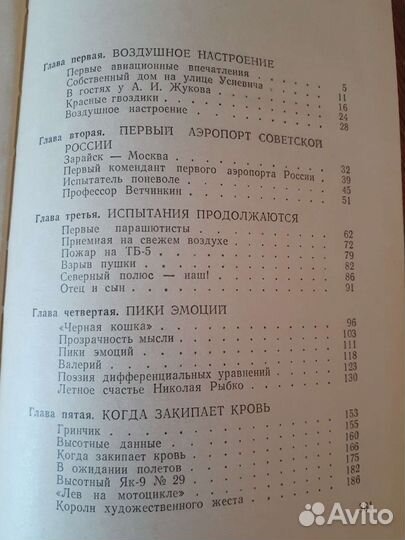 Глава первая. ВОЗДУШНОЕ НАСТРОЕНИЕ
Первые авиационные впечатления . . . 5
Собственный дом на улице Усиевича . . . 11
В гостях у А. И. Жукова . . . 16
Красные гвоздики . . . 24
Воздушное настроение . . . 28
Глава вторая. ПЕРВЫЙ АЭРОПОРТ СОВЕТСКОЙ
РОССИИ
Зарайск — Москва . . . 32
Первый комендант первого аэропорта России . 39
Испытатель поневоле . . . 45
Профессор Ветчинкин . . . 51
Глава третья. ИСПЫТАНИЯ ПРОДОЛЖАЮТСЯ
Первые парашютисты . . . 62
Приемная на свежем воздухе . . . 72
Пожар на ТБ-5 . . . 79
Взрыв пушки . . . 82
Северный полюс — наш! . . . 86
Отец и сын . . . 91
Глава четвертая. ПИКИ ЭМОЦИЙ
«Черная кошка» . . . 96
Прозрачность мысли . . . 103
Пики эмоций . . . 111
Валерий . . . 118
Поэзия дифференциальных уравнений . . . 123
Летное счастье Николая Рыбко . . . 130
Глава пятая. КОГДА ЗАКИПАЕТ КРОВЬ
Гринчик . . . 153
Высотные данные . . . 155
Когда закипает кровь . . . 160
В ожидании полетов . . . 166
Высотный Як-9 № 29 . . . 175
«Лев на мотоцикле» . . . 182
Короли художественного жеста . . . 186
Avito